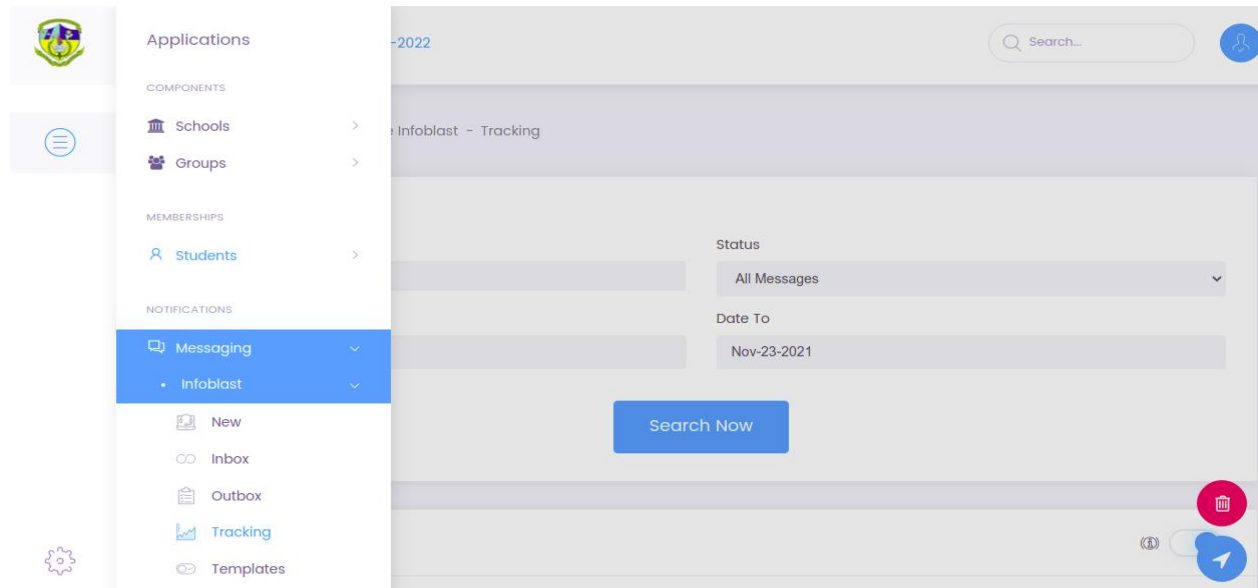 Applications
-2022
Search...
COMPONENTS
Schools
Infoblast - Tracking
Groups
MEMBERSHIPS
Students
Status
All Messages
NOTIFICATIONS
Date To
Messaging
Nov-23-2021
Infoblast
New
Search Now
Inbox
Outbox
Tracking
Templates